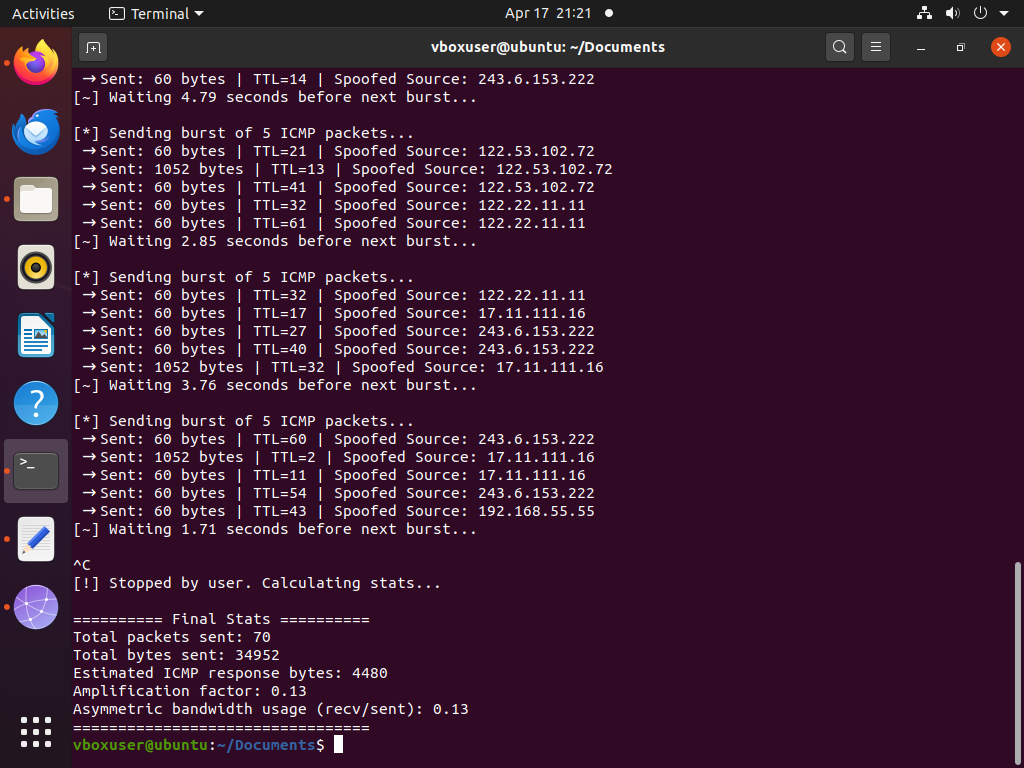 Activities
Terminal
Apr 17 21:21
vboxuser@ubuntu: ~/Documents
→Sent: 60 bytes | TTL=14 | Spoofed Source: 243.6.153.222
[~] Waiting 4.79 seconds before next burst...
[*] Sending burst of 5 ICMP packets...
→Sent: 60 bytes | TTL=21 | Spoofed Source: 122.53.102.72
→Sent: 1052 bytes | TTL=13 | Spoofed Source: 122.53.102.72
→Sent: 60 bytes | TTL=41 | Spoofed Source: 122.53.102.72
→Sent: 60 bytes | TTL=32 | Spoofed Source: 122.22.11.11
→Sent: 60 bytes | TTL=61 | Spoofed Source: 122.22.11.11
[~] Waiting 2.85 seconds before next burst...
[*] Sending burst of 5 ICMP packets...
→Sent: 60 bytes | TTL=32 | Spoofed Source: 122.22.11.11
→Sent: 60 bytes | TTL=17 | Spoofed Source: 17.11.111.16
→Sent: 60 bytes | TTL=27 | Spoofed Source: 243.6.153.222
→Sent: 60 bytes | TTL=40 | Spoofed Source: 243.6.153.222
→Sent: 1052 bytes | TTL=32 | Spoofed Source: 17.11.111.16
[~] Waiting 3.76 seconds before next burst...
[*] Sending burst of 5 ICMP packets...
→Sent: 60 bytes | TTL=60 | Spoofed Source: 243.6.153.222
→Sent: 1052 bytes | TTL=2 | Spoofed Source: 17.11.111.16
→Sent: 60 bytes | TTL=11 | Spoofed Source: 17.11.111.16
→Sent: 60 bytes | TTL=54 | Spoofed Source: 243.6.153.222
→Sent: 60 bytes | TTL=43 | Spoofed Source: 192.168.55.55
[~] Waiting 1.71 seconds before next burst...
^C
[!] Stopped by user. Calculating stats...
========== Final Stats ==========
Total packets sent: 70
Total bytes sent: 34952
Estimated ICMP response bytes: 4480
Amplification factor: 0.13
Asymmetric bandwidth usage (recv/sent): 0.13
=================================
vboxuser@ubuntu:~/Documents$